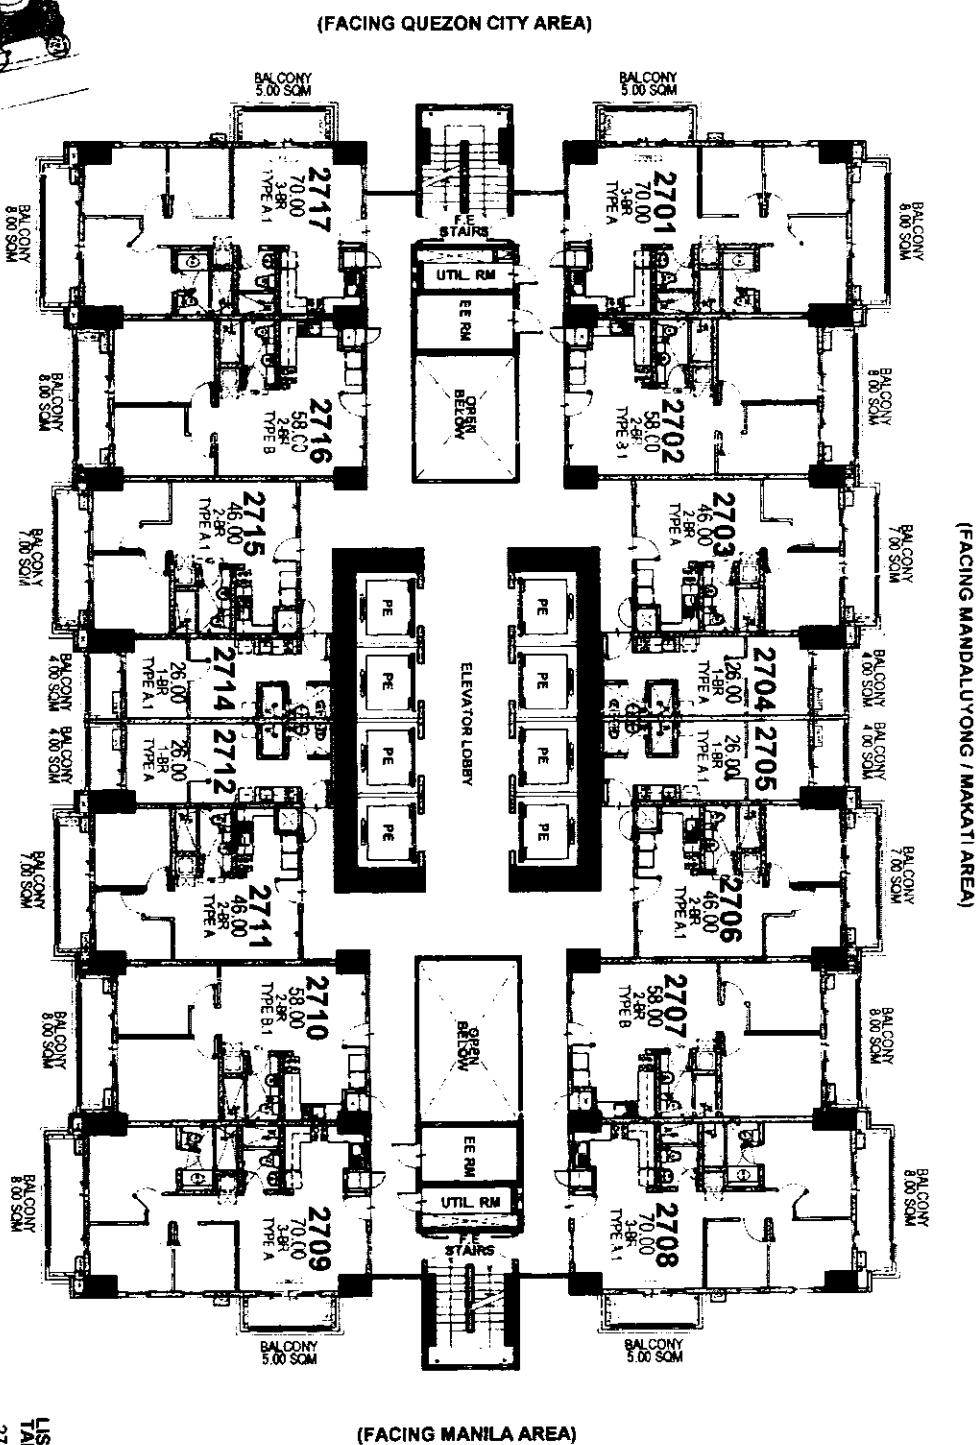 (FACING QUEZON CITY AREA)
BALCONY
5.00 SQM
BALCONY
5.00 SQM
2717
70.00
3-BR
TYPE A.1
BALCONY
8.00 SQM
F.E
STAIRS
UTIL. RM
EE RM
OPEN
BELOW
2701
70.00
3-BR
TYPE A
BALCONY
8.00 SQM
2716
58.00
2-BR
TYPE B
BALCONY
8.00 SQM
2702
58.00
2-BR
TYPE B.1
BALCONY
8.00 SQM
2715
46.00
2-BR
TYPE A.1
BALCONY
7.00 SQM
2703
46.00
2-BR
TYPE A
BALCONY
7.00 SQM
(FACING MANDALUYONG / MAKATI AREA)
PE
PE
PE
PE
PE
PE
PE
PE
ELEVATOR LOBBY
2714
26.00
1-BR
TYPE A.1
BALCONY
4.00 SQM
2704
26.00
1-BR
TYPE A
BALCONY
4.00 SQM
2712
26.00
1-BR
TYPE A
BALCONY
4.00 SQM
2705
26.00
1-BR
TYPE A.1
BALCONY
4.00 SQM
2711
46.00
2-BR
TYPE A
BALCONY
7.00 SQM
2706
46.00
2-BR
TYPE A.1
BALCONY
7.00 SQM
2710
58.00
2-BR
TYPE B.1
BALCONY
8.00 SQM
OPEN
BELOW
2707
58.00
2-BR
TYPE B
BALCONY
8.00 SQM
2709
70.00
3-BR
TYPE A
BALCONY
8.00 SQM
EE RM
UTIL. RM
F.E
STAIRS
2708
70.00
3-BR
TYPE A.1
BALCONY
8.00 SQM
BALCONY
5.00 SQM
BALCONY
5.00 SQM
(FACING MANILA AREA)
LIS
TA
27